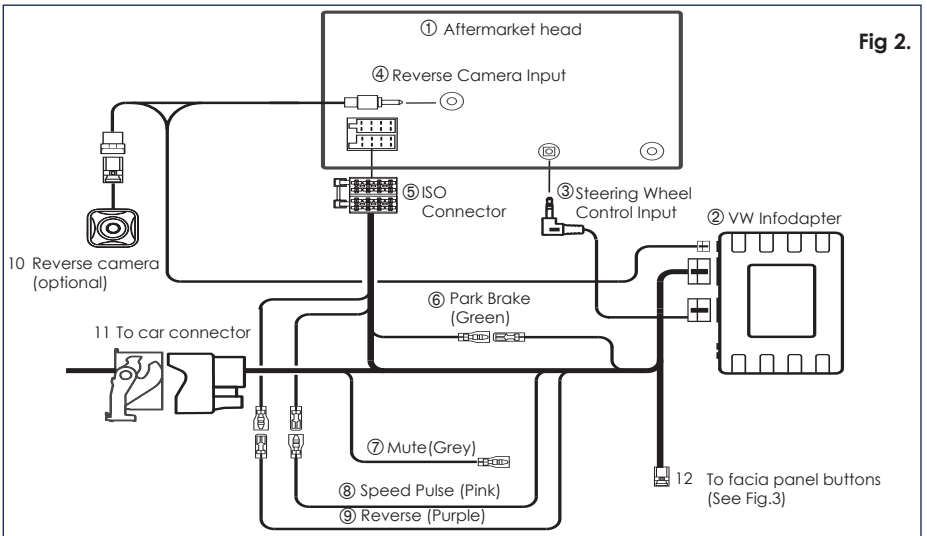 ① Aftermarket head
Fig 2.
④ Reverse Camera Input
⑤ ISO
Connector
③ Steering Wheel
Control Input
② VW Infodapter
10 Reverse camera
(optional)
⑥ Park Brake
(Green)
11 To car connector
⑦ Mute(Grey)
⑧ Speed Pulse (Pink)
⑨ Reverse (Purple)
12 To facia panel buttons
(See Fig.3)